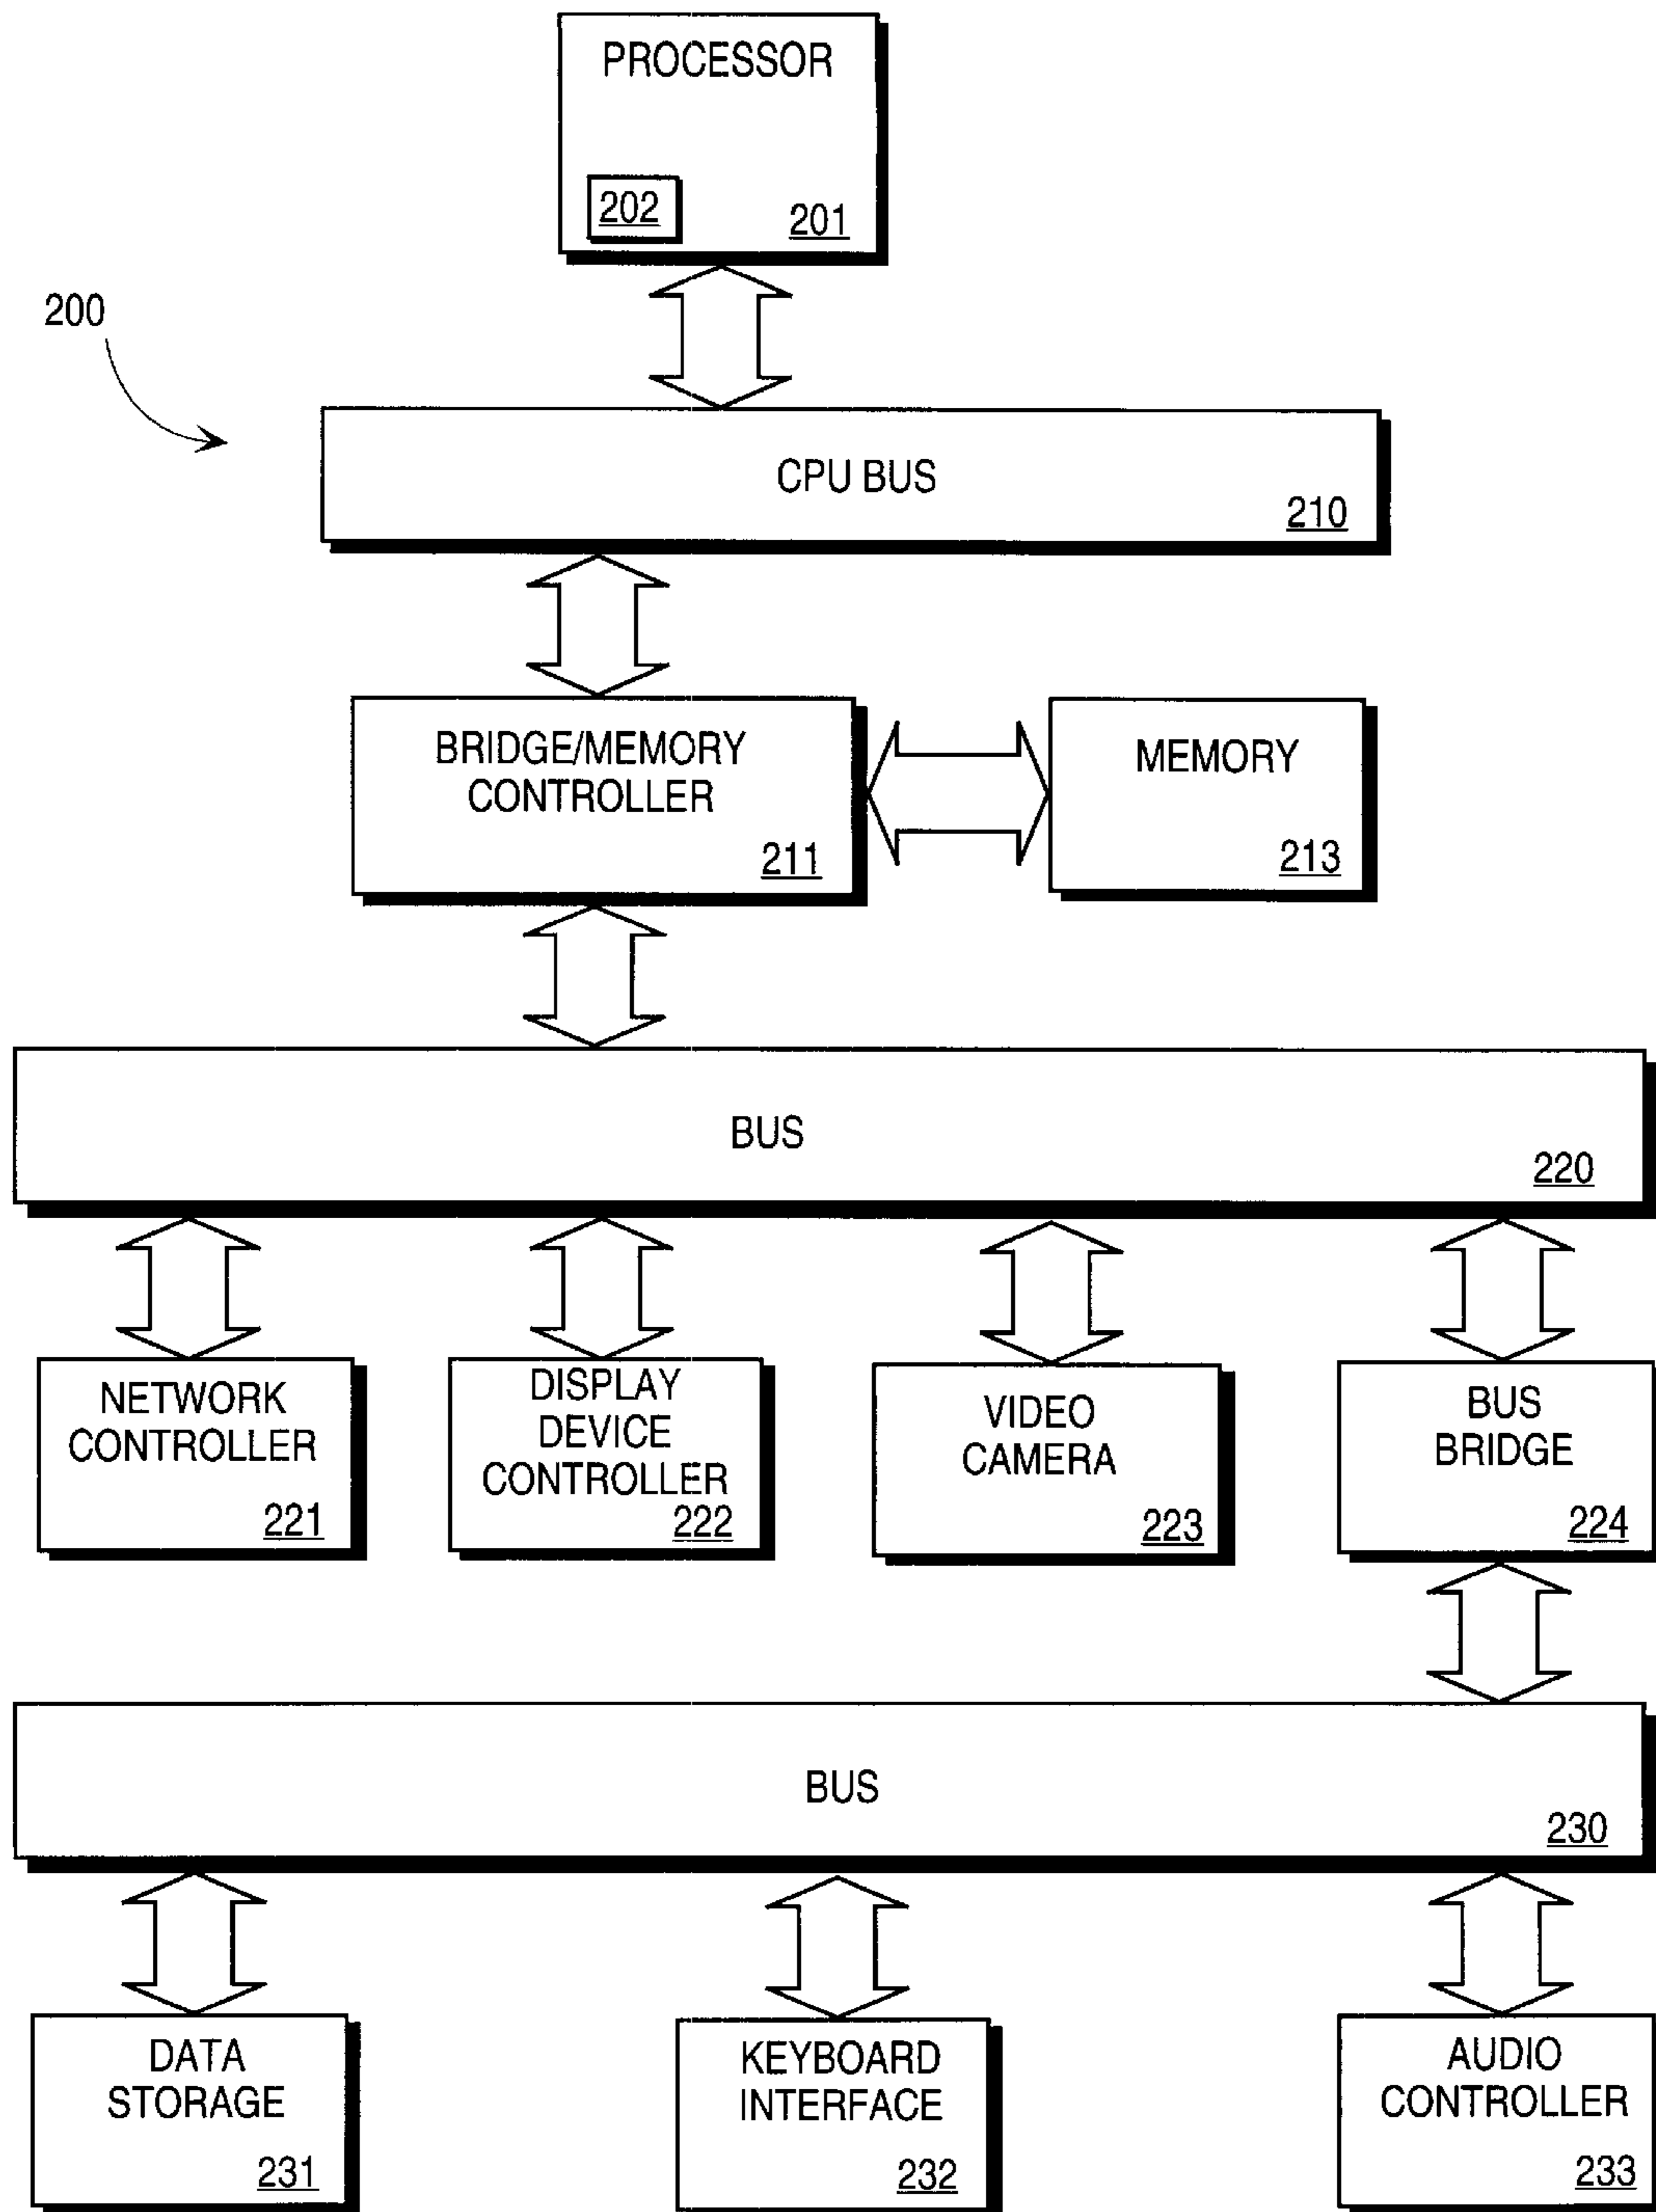 PROCESSOR
202
201
200
CPU BUS
210
BRIDGE/MEMORY
CONTROLLER
211
MEMORY
213
BUS
220
NETWORK
CONTROLLER
221
DISPLAY
DEVICE
CONTROLLER
222
VIDEO
CAMERA
223
BUS
BRIDGE
224
BUS
230
DATA
STORAGE
231
KEYBOARD
INTERFACE
232
AUDIO
CONTROLLER
233